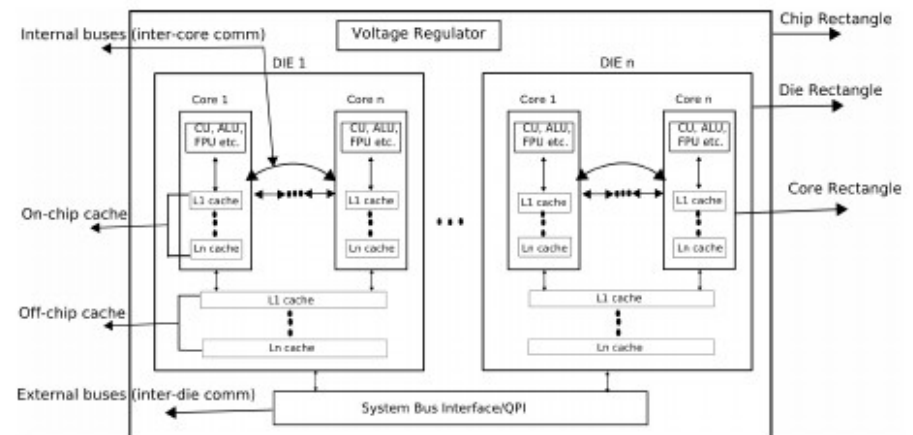 Chip Rectangle
Internal buses (inter-core comm)
Voltage Regulator
DIE 1
DIE n
Die Rectangle
Core 1
Core n
Core 1
Core n
CU, ALU,
FPU etc.
CU, ALU,
FPU etc.
CU, ALU,
FPU etc.
CU, ALU,
FPU etc.
Core Rectangle
L1 cache
L1 cache
L1 cache
L1 cache
On-chip cache
Ln cache
Ln cache
Ln cache
Ln cache
L1 cache
L1 cache
Off-chip cache
Ln cache
Ln cache
External buses (inter-die comm)
System Bus Interface/QPI